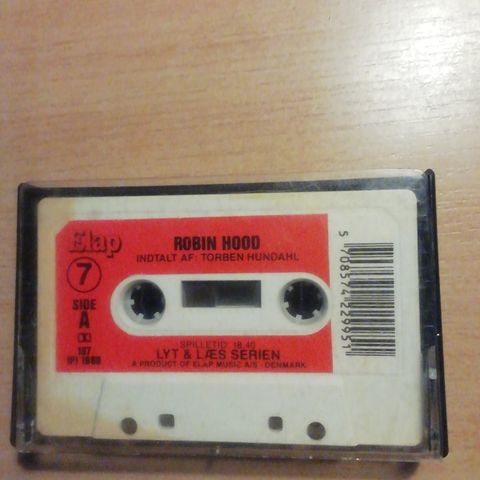 Elap
ROBIN HOOD
INDTALT AF: TORBEN HUNDAHL
7
SIDE
A
SPILLETID: 18.40
LYT & LÆS SERIEN
A PRODUCT OF ELAP MUSIC A/S - DENMARK
5 708574 229951